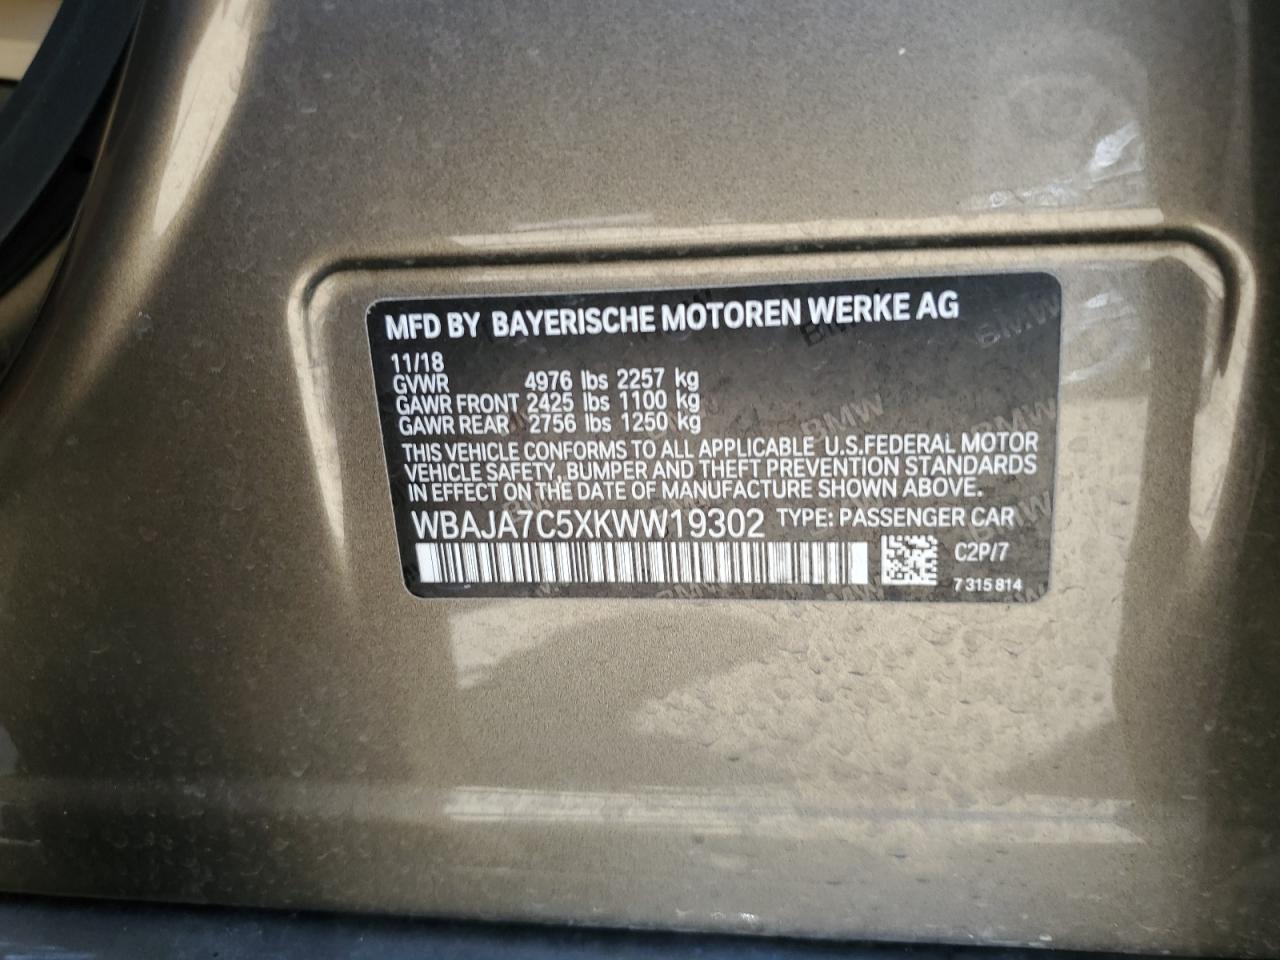 MFD BY BAYERISCHE MOTOREN WERKE AG
11/18
GVWR 4976 lbs 2257 kg
GAWR FRONT 2425 lbs 1100 kg
GAWR REAR 2756 lbs 1250 kg
THIS VEHICLE CONFORMS TO ALL APPLICABLE U.S.FEDERAL MOTOR
VEHICLE SAFETY, BUMPER AND THEFT PREVENTION STANDARDS
IN EFFECT ON THE DATE OF MANUFACTURE SHOWN ABOVE.
WBAJA7C5XKWW19302 TYPE: PASSENGER CAR
C2P/7
7 315 814